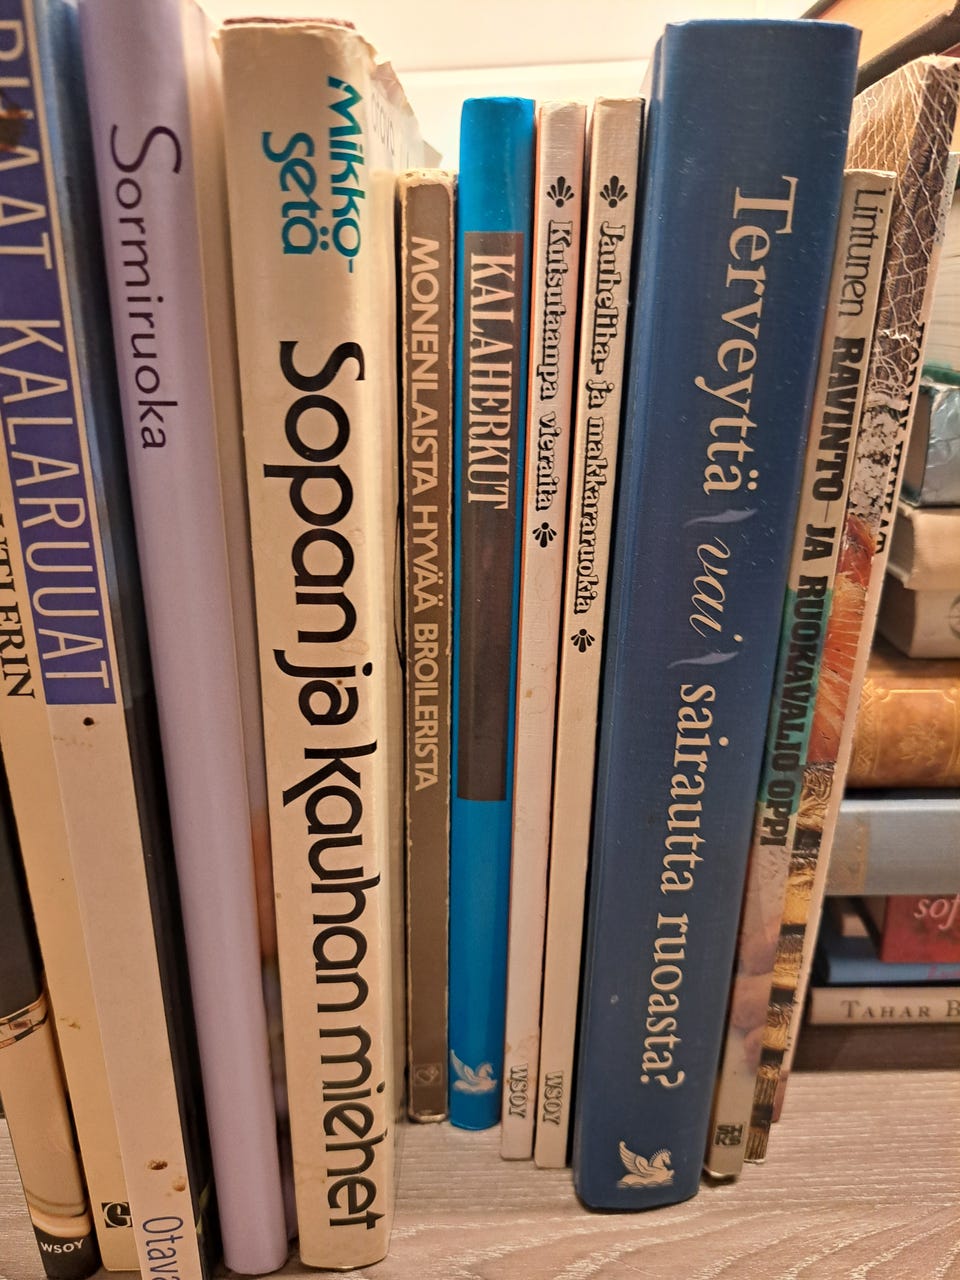 KALARUUAT
Otava
WSOY
Sormiruoka
Mikko-
setä
Sopan ja kauhan miehet
MONENLAISTA HYVÄÄ BROILERISTA
KALAHERKUT
Kutsutaanpa vieraita
WSOY
Jauheliha- ja makkararuokia
WSOY
Terveyttä vai sairautta ruoasta?
Lintunen RAVINTO- JA RUOKAVALIO OPPI
TAHAR B